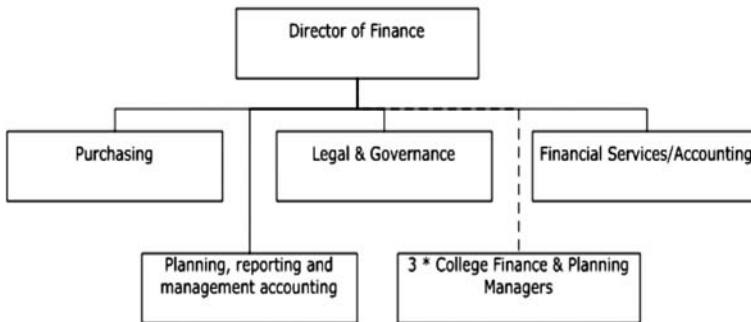 Director of Finance
Purchasing
Legal & Governance
Financial Services/Accounting
Planning, reporting and
management accounting
3 * College Finance & Planning
Managers